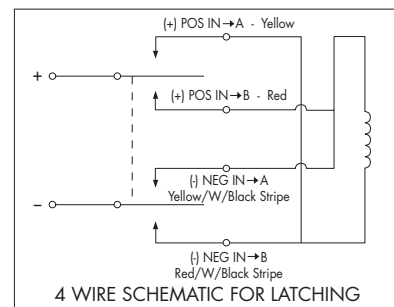 (+) POS IN→A - Yellow
+
(+) POS IN→B - Red
(-) NEG IN→A
Yellow/W/Black Stripe
–
(-) NEG IN→B
Red/W/Black Stripe
4 WIRE SCHEMATIC FOR LATCHING